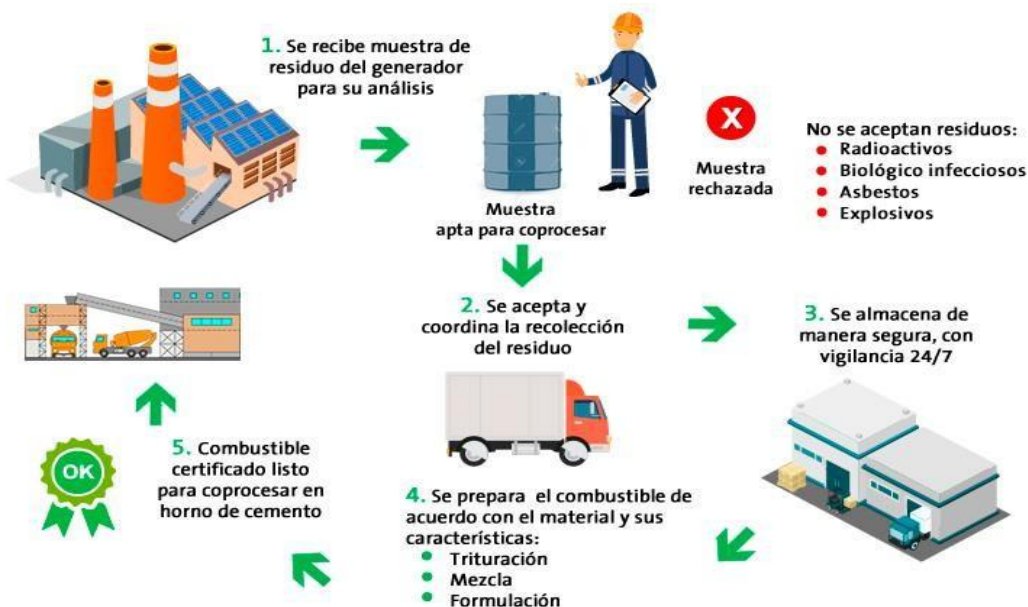 1. Se recibe muestra de
residuo del generador
para su análisis
Muestra
apta para coprocesar
X
Muestra
rechazada
No se aceptan residuos:
• Radioactivos
• Biológico infecciosos
• Asbestos
• Explosivos
2. Se acepta y
coordina la recolección
del residuo
3. Se almacena de
manera segura, con
vigilancia 24/7
4. Se prepara el combustible de
acuerdo con el material y sus
características:
• Trituración
• Mezcla
• Formulación
OK
5. Combustible
certificado listo
para coprocesar en
horno de cemento